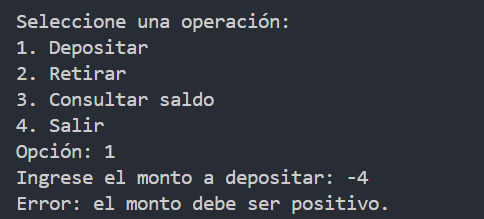 Seleccione una operación:
1. Depositar
2. Retirar
3. Consultar saldo
4. Salir
Opción: 1
Ingrese el monto a depositar: -4
Error: el monto debe ser positivo.